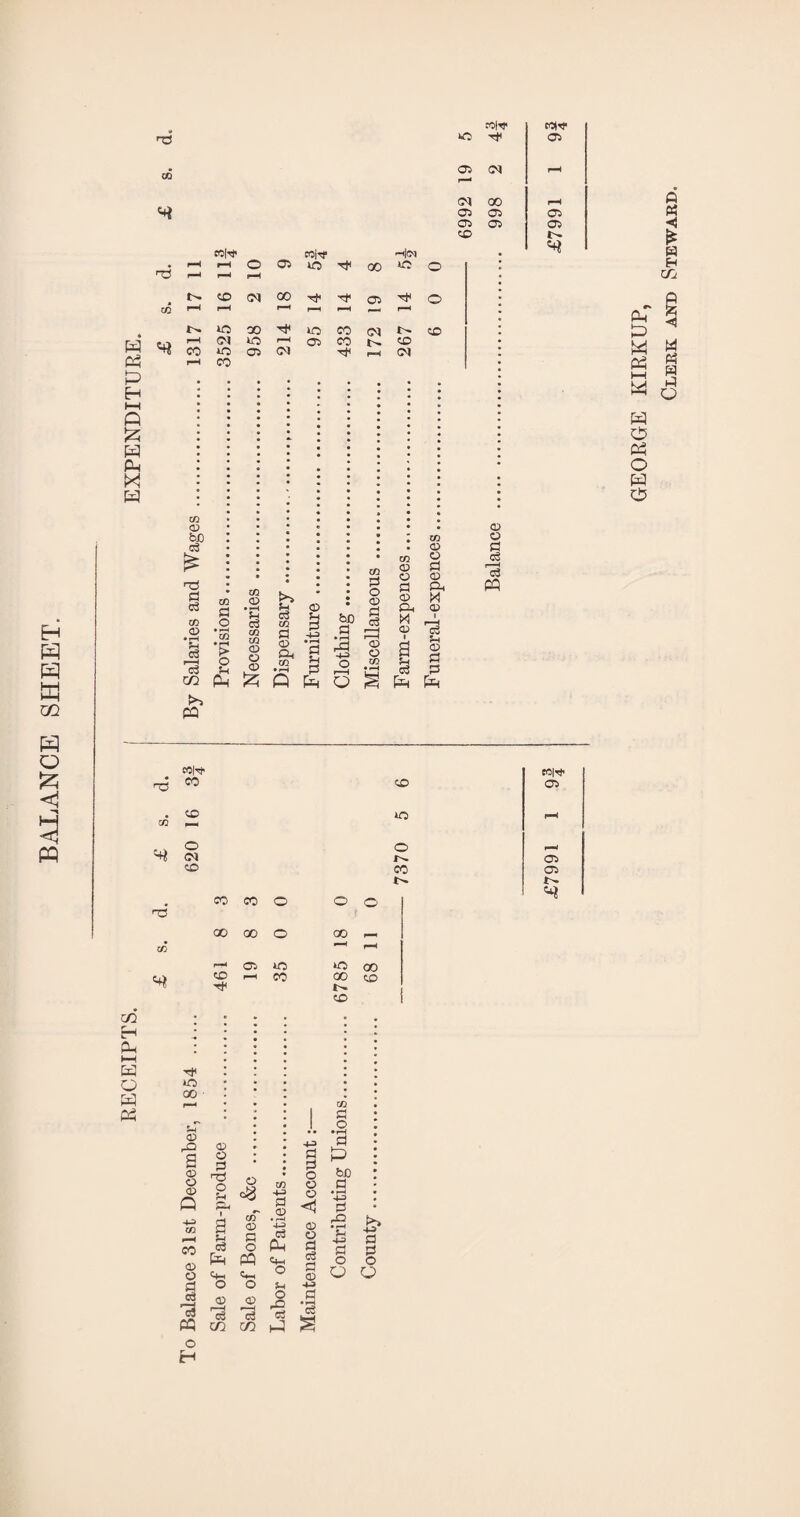 BALANCE SHEET.
RECEIPTS.
£ s. d. £ s. d.
To Balance 31st December, 1854 ...... 620 16 3¾
Sale of Farm-produce ............ 461 8 3
Sale of Bones, &c ............ 19 8 3
Labor of Patients ............ 35 0 0
Maintenance Account :—
Contributing Unions ............ 6785 18 0
County ............ 68 11 0
7370 5 6
£7991 1 9¾
EXPENDITURE.
£ s. d. £ s. d.
By Salaries and Wages ............ 1317 17 11
Provisions ............ 3525 16 11¾
Necessaries ............ 958 2 10
Dispensary ............ 214 18 9
Furniture ............ 95 14 5¾
Clothing ............ 433 14 4
Miscellaneous ............ 172 19 8
Farm-expences ............ 267 14 5½
Funeral-expences ............ 6 0 0
6992 19 5
Balance ............ 998 2 4¾
£7991 1 9¾
GEORGE KIRKUP,
CLERK AND STEWARD.